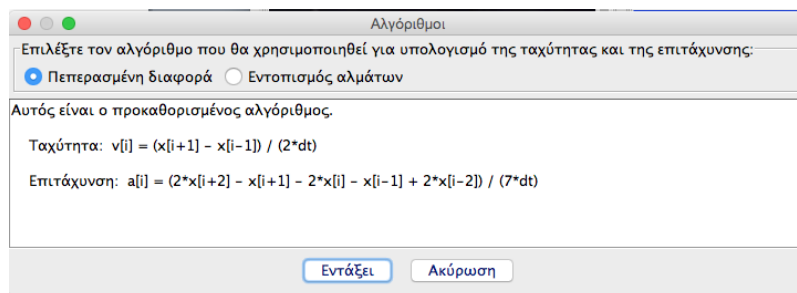 Αλγόριθμοι
Επιλέξτε τον αλγόριθμο που θα χρησιμοποιηθεί για υπολογισμό της ταχύτητας και της επιτάχυνσης:
Πεπερασμένη διαφορά Εντοπισμός αλμάτων
Αυτός είναι ο προκαθορισμένος αλγόριθμος.
Ταχύτητα: v[i] = (x[i+1] - x[i-1]) / (2*dt)
Επιτάχυνση: a[i] = (2*x[i+2] - x[i+1] - 2*x[i] - x[i-1] + 2*x[i-2]) / (7*dt)
Εντάξει Ακύρωση